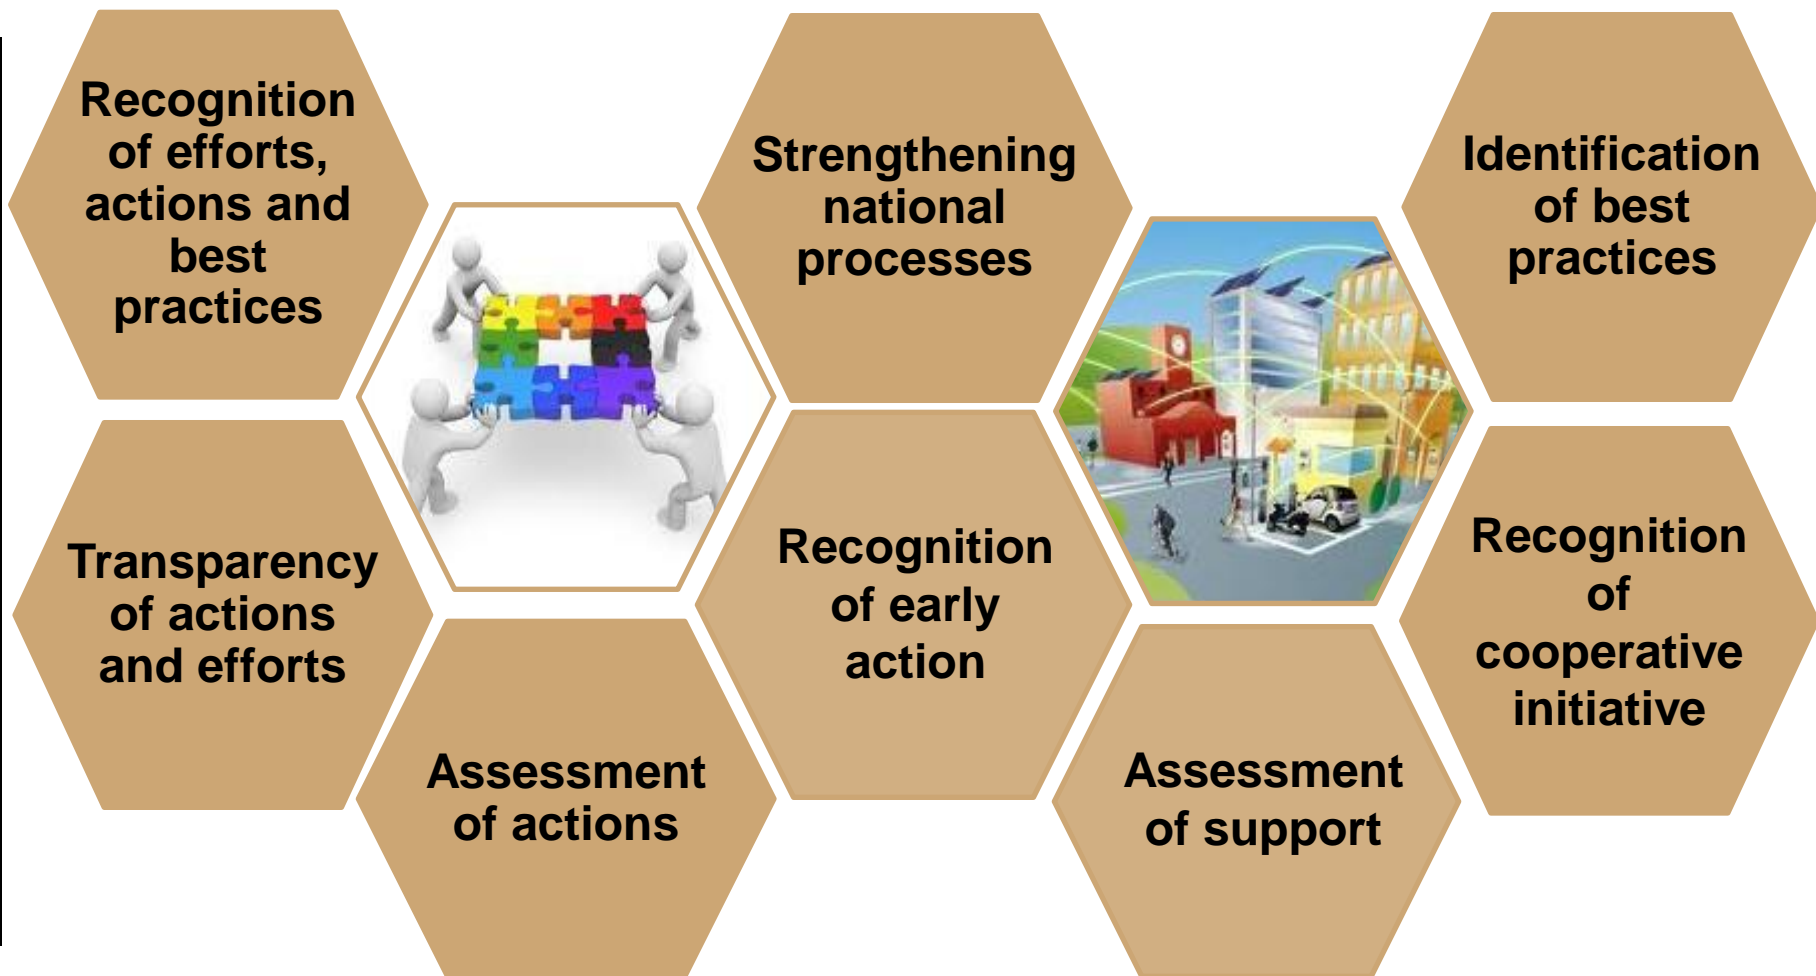 Recognition
of efforts,
actions and
best
practices
Strengthening
national
processes
Identification
of best
practices
Transparency
of actions
and efforts
Recognition
of early
action
Recognition
of
cooperative
initiative
Assessment
of actions
Assessment
of support